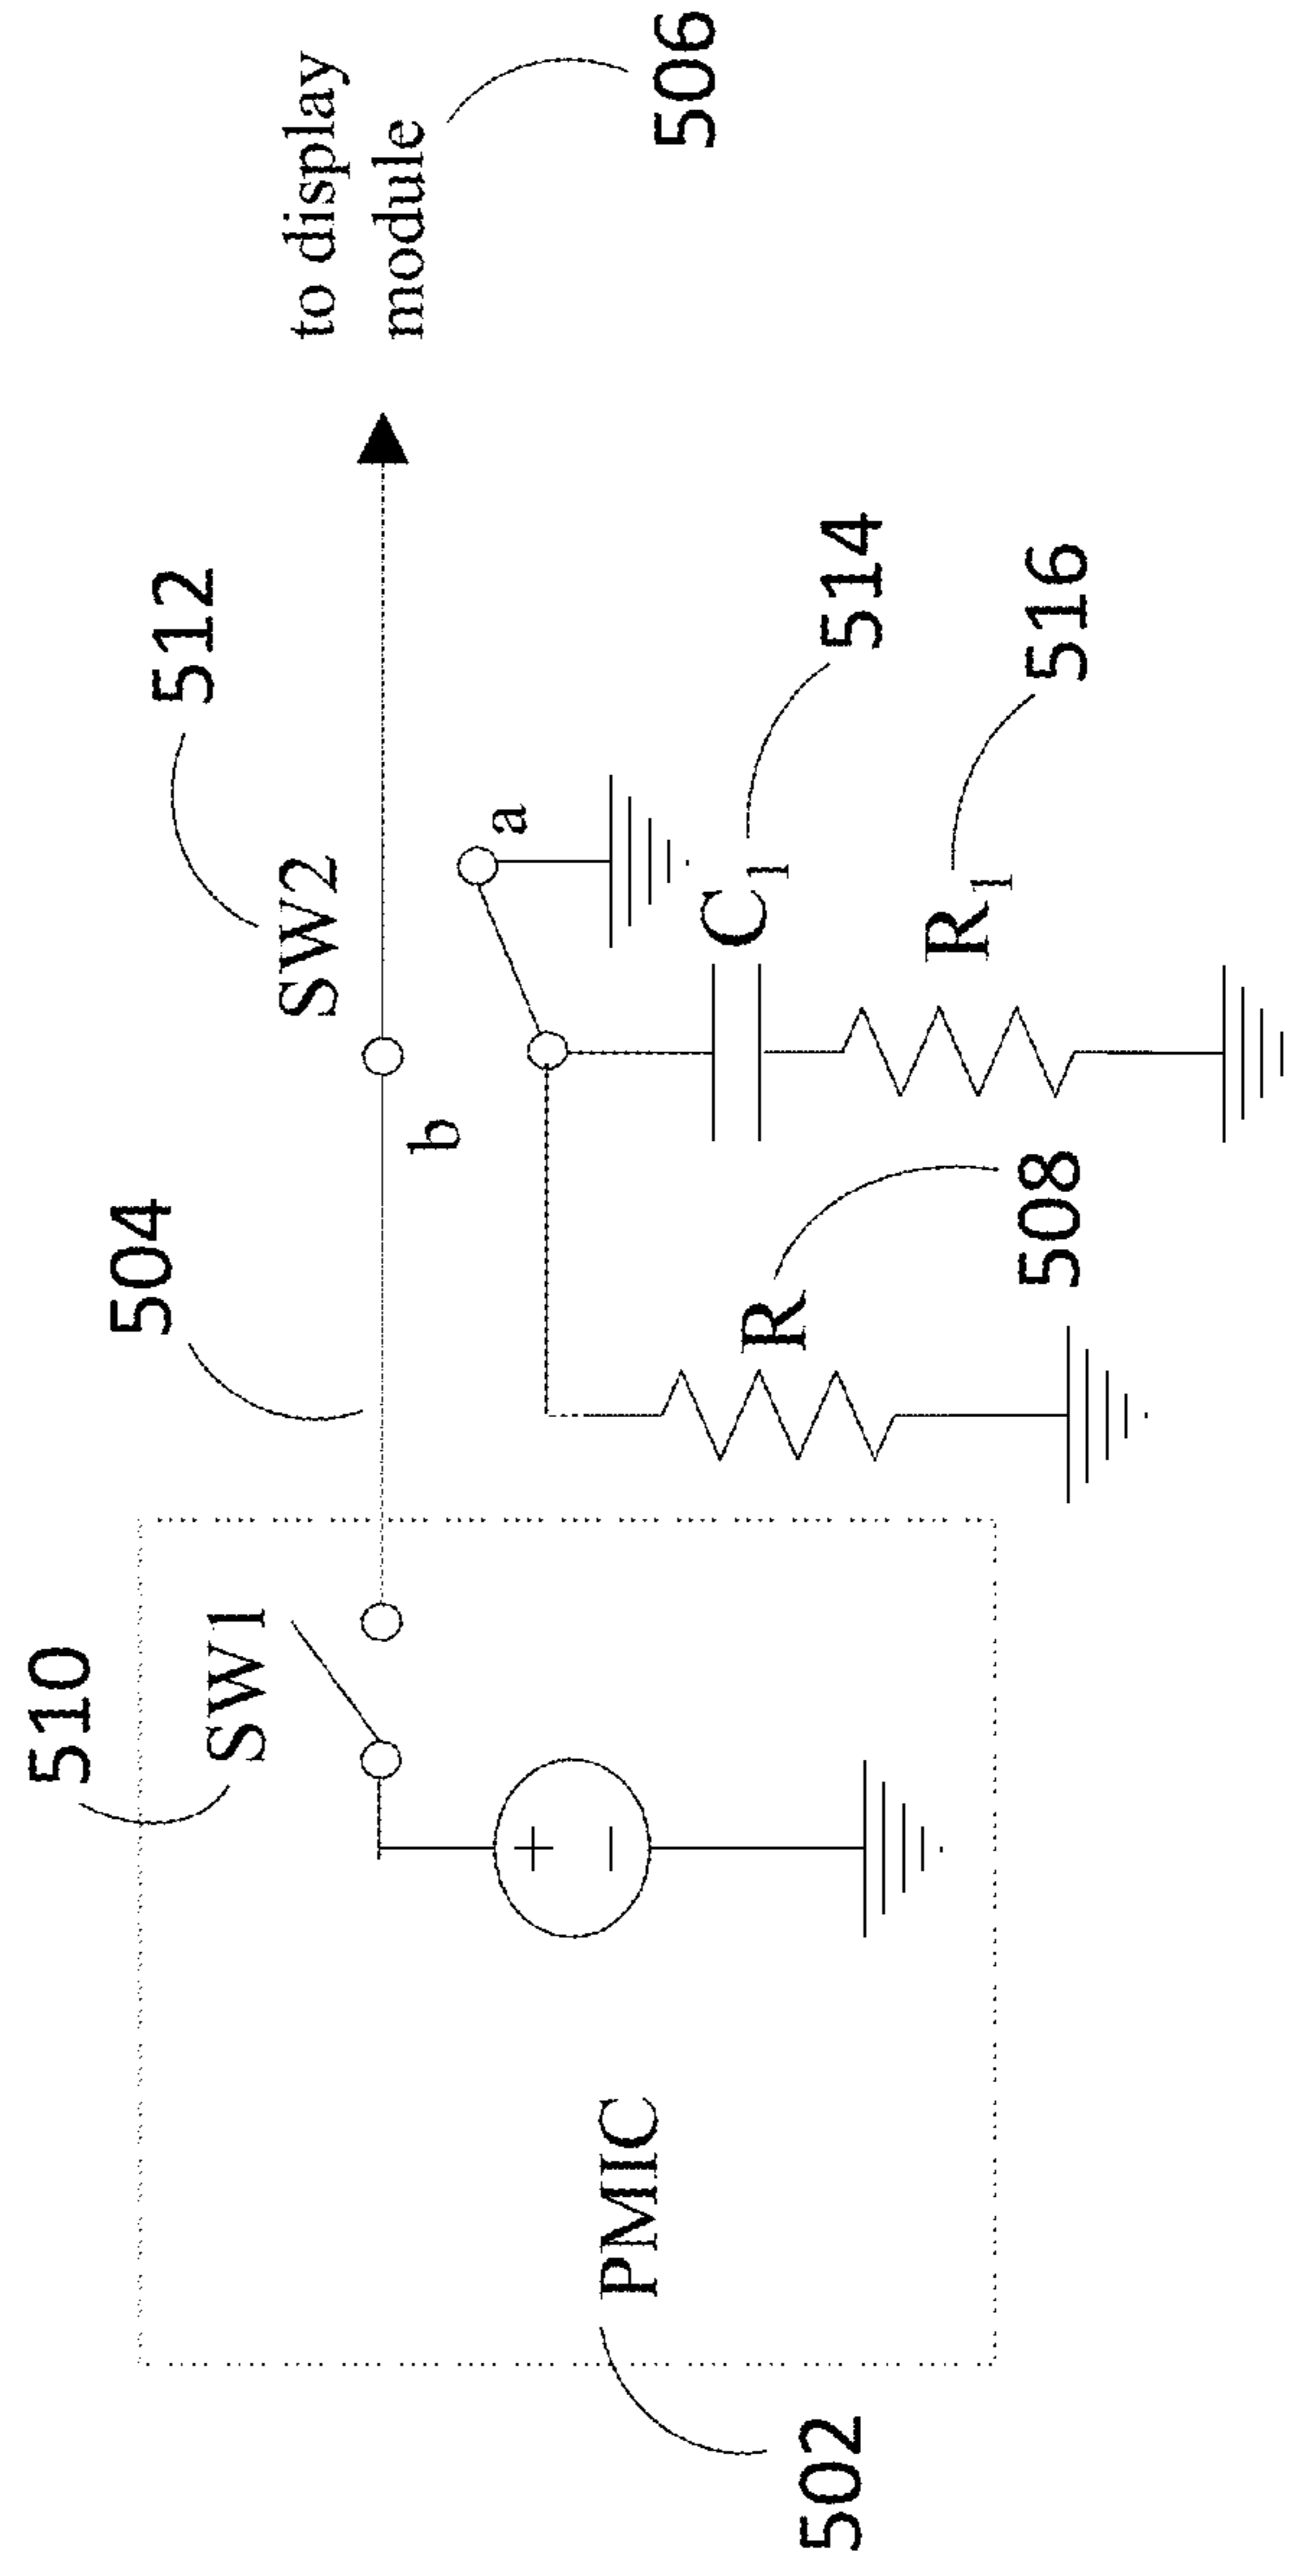 510
SW1
504
SW2
512
to display
module
506
b
a
PMIC
502
R
508
C1
514
R1
516
+
−